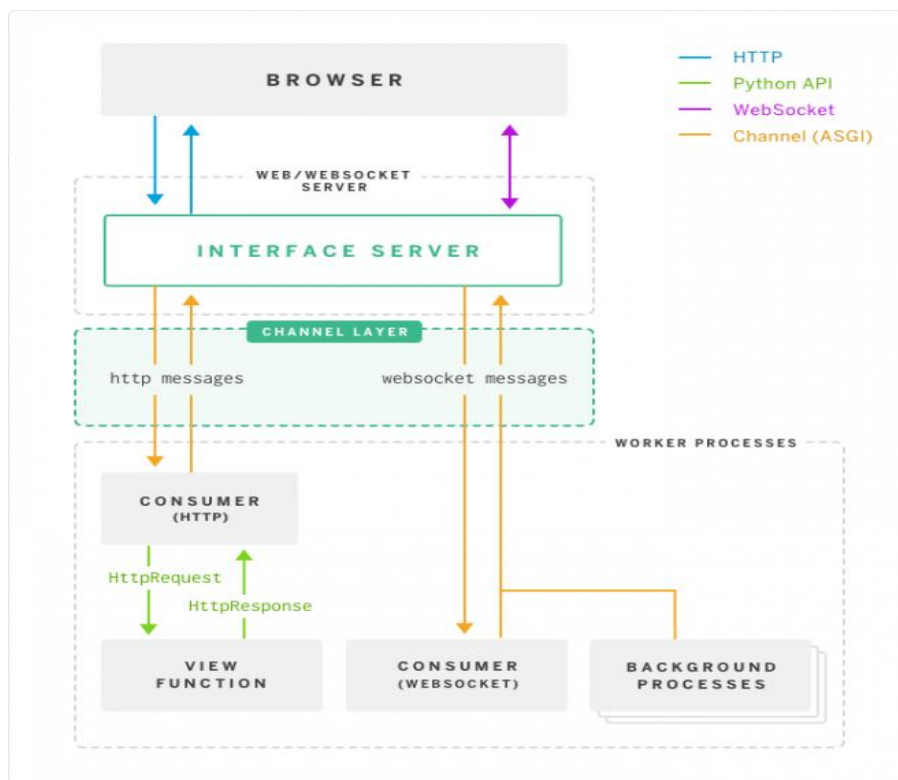 BROWSER
HTTP
Python API
WebSocket
Channel (ASGI)
WEB/WEBSOCKET
SERVER
INTERFACE SERVER
CHANNEL LAYER
http messages
websocket messages
WORKER PROCESSES
CONSUMER
(HTTP)
HttpRequest
HttpResponse
VIEW
FUNCTION
CONSUMER
(WEBSOCKET)
BACKGROUND
PROCESSES